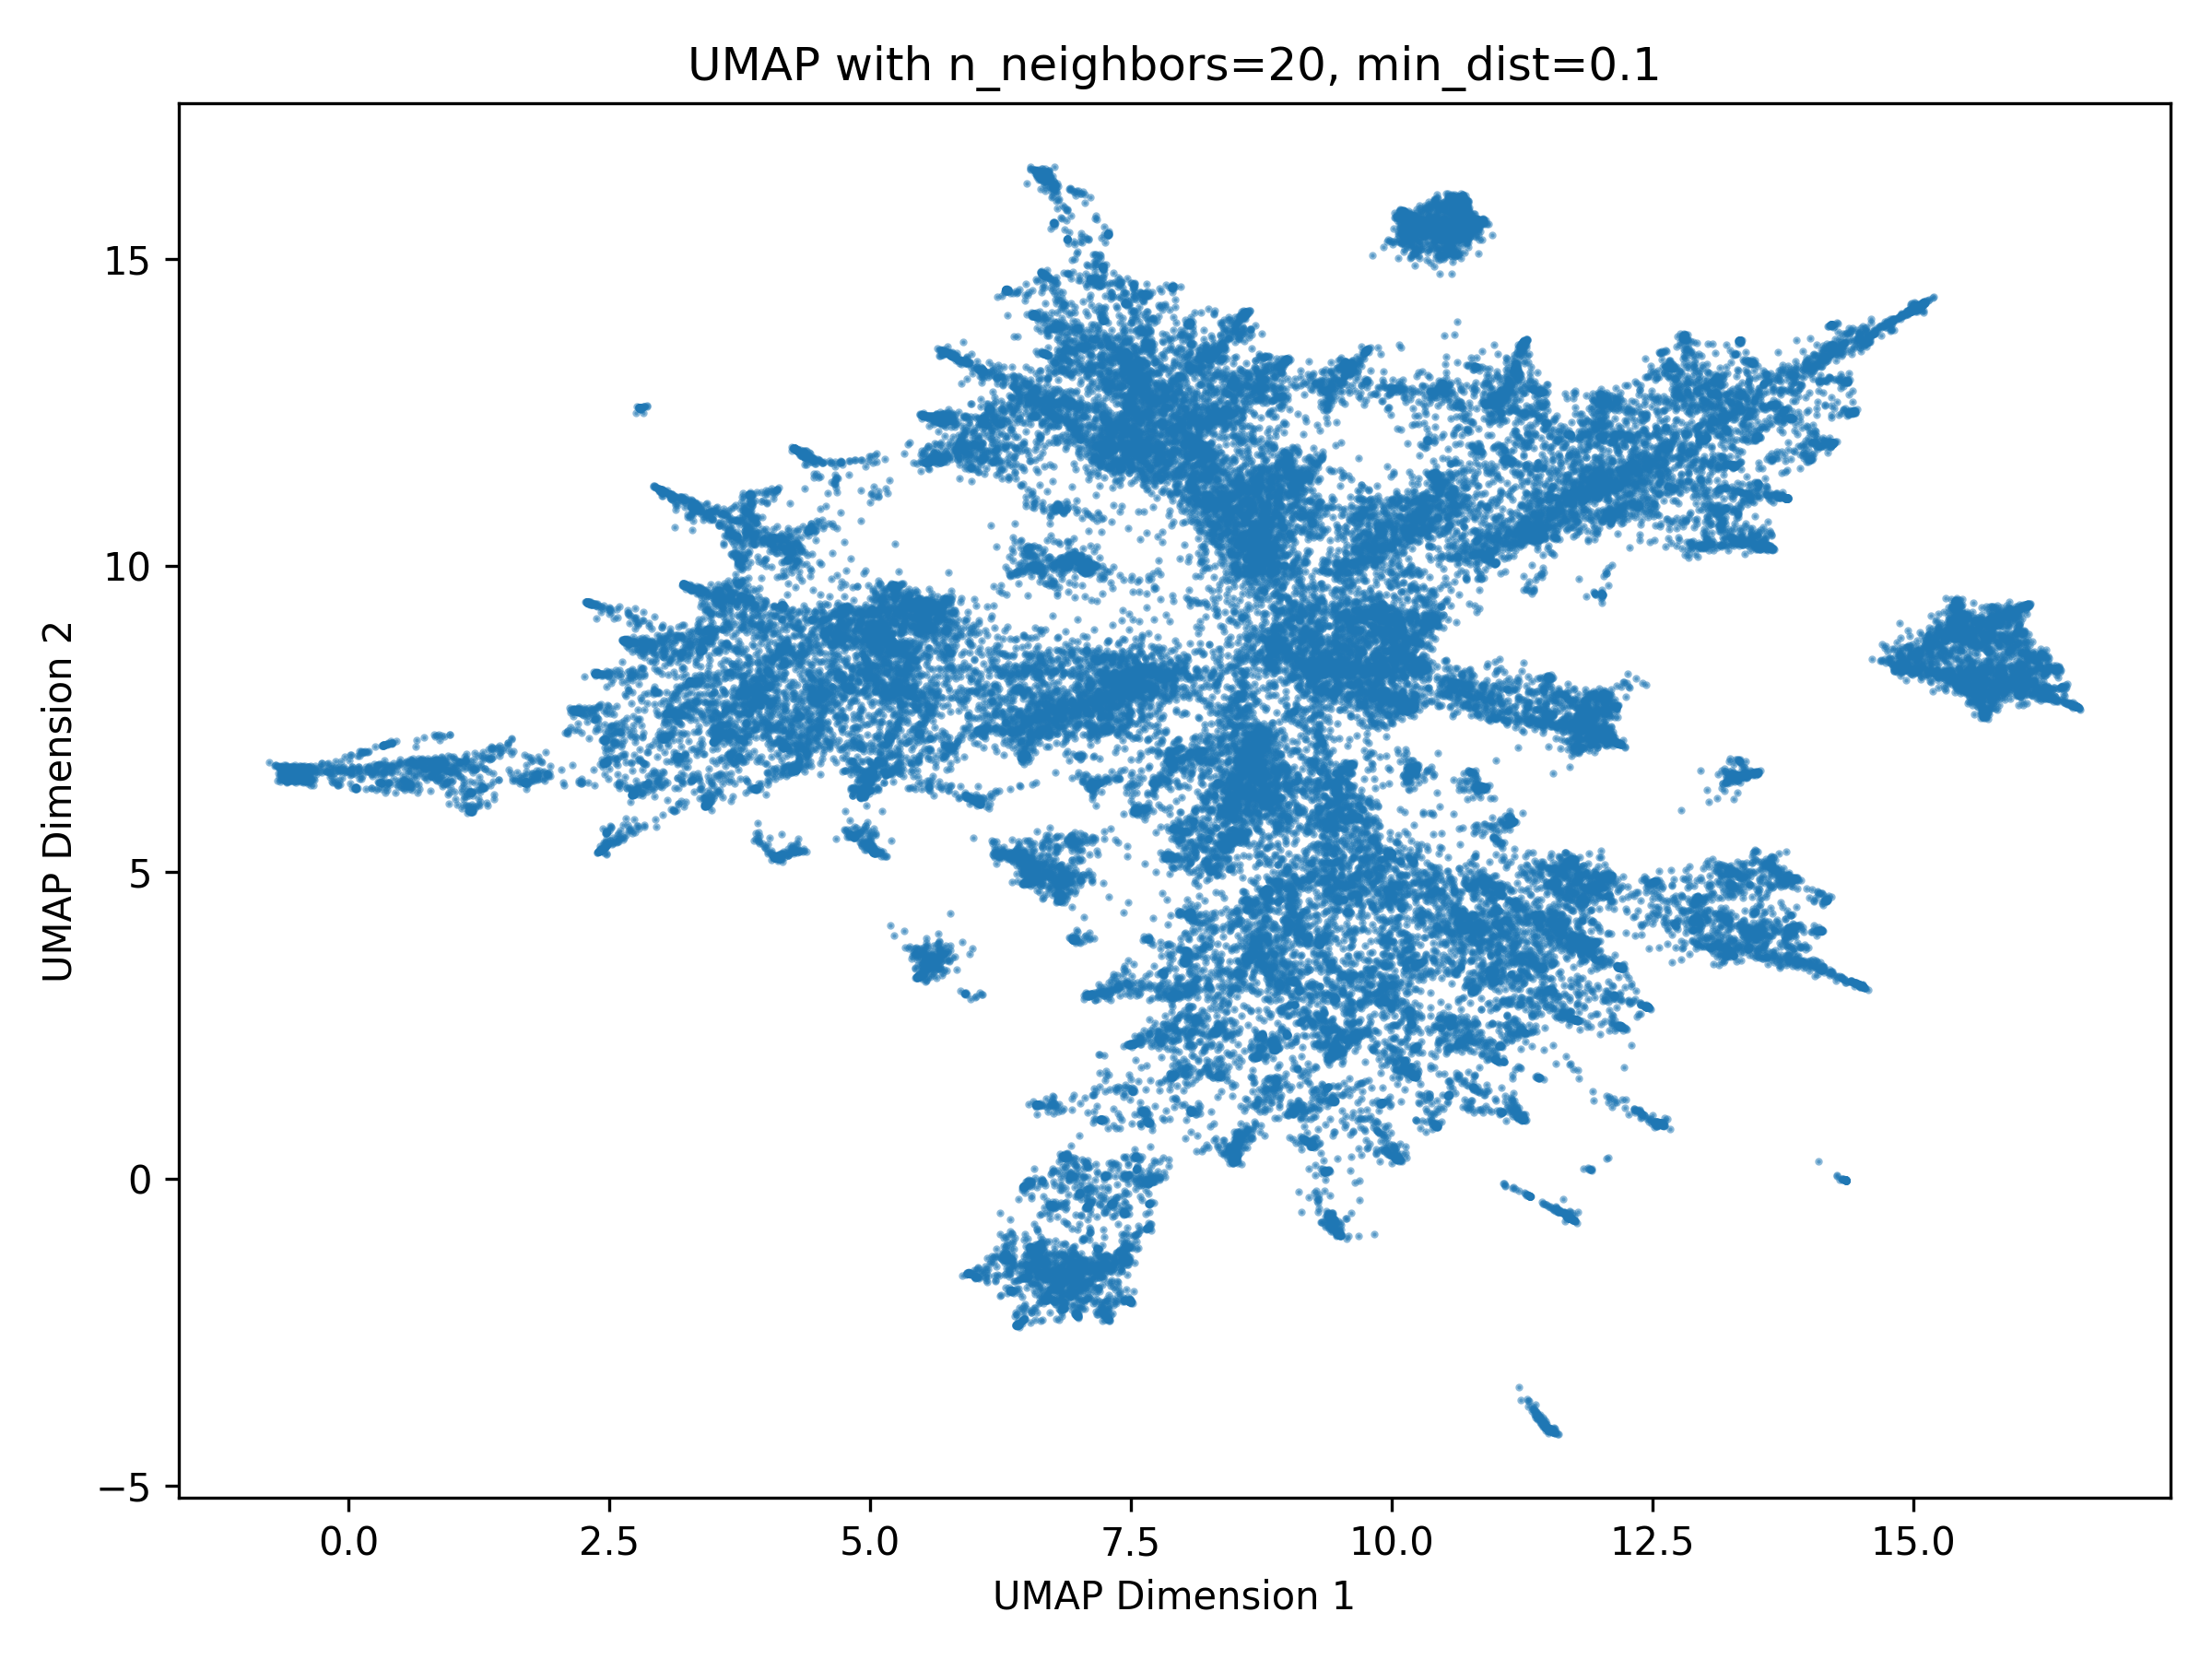 UMAP with n_neighbors=20, min_dist=0.1
15
10
5
0
−5
UMAP Dimension 2
0.0 2.5 5.0 7.5 10.0 12.5 15.0
UMAP Dimension 1